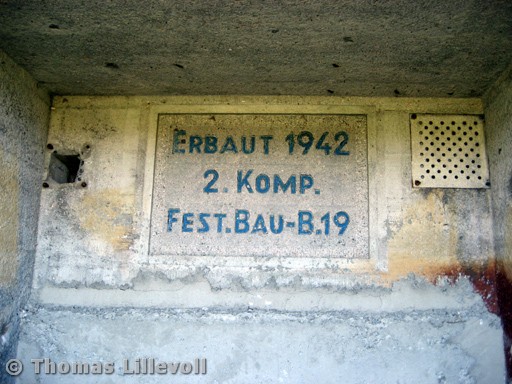 ERBAUT 1942
2. KOMP.
FEST.BAU-B.19
© Thomas Lillevoll